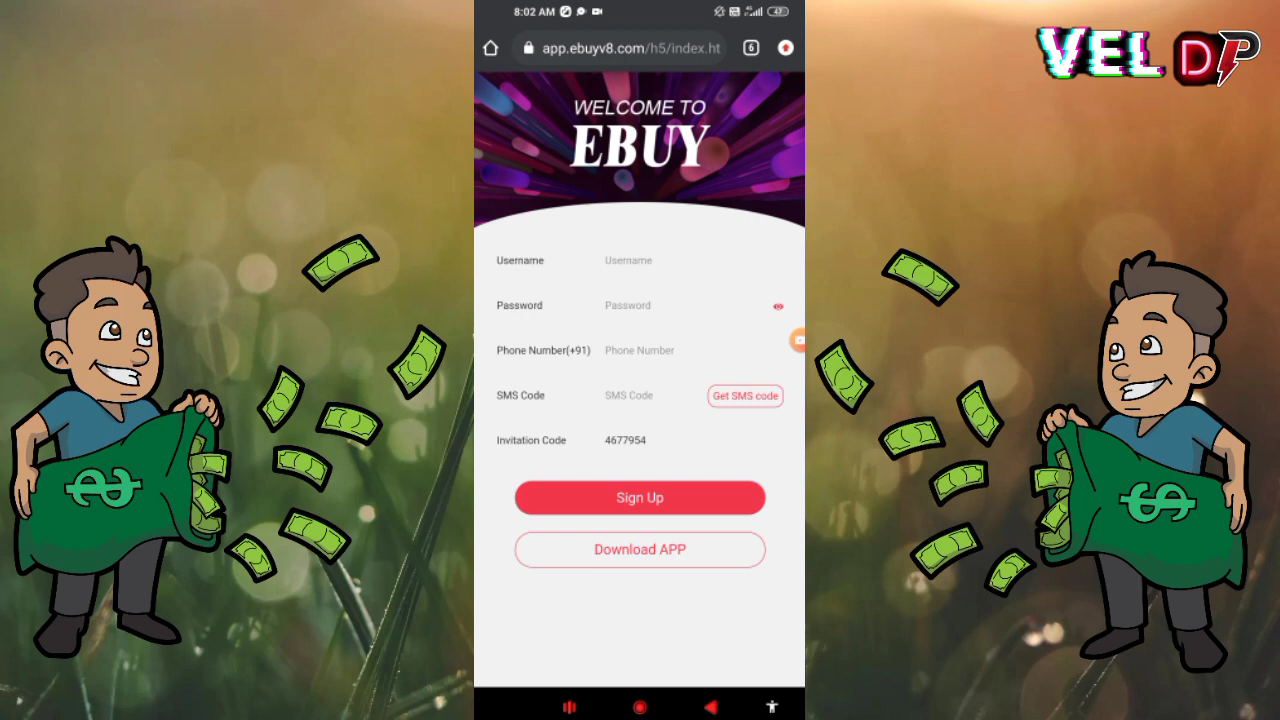 8:02 AM
4G
43
app.ebuyv8.com/h5/index.ht
6
VEL DP
WELCOME TO
EBUY
Username Username
Password Password
Phone Number(+91) Phone Number
SMS Code SMS Code Get SMS code
Invitation Code 4677954
Sign Up
Download APP
$
$